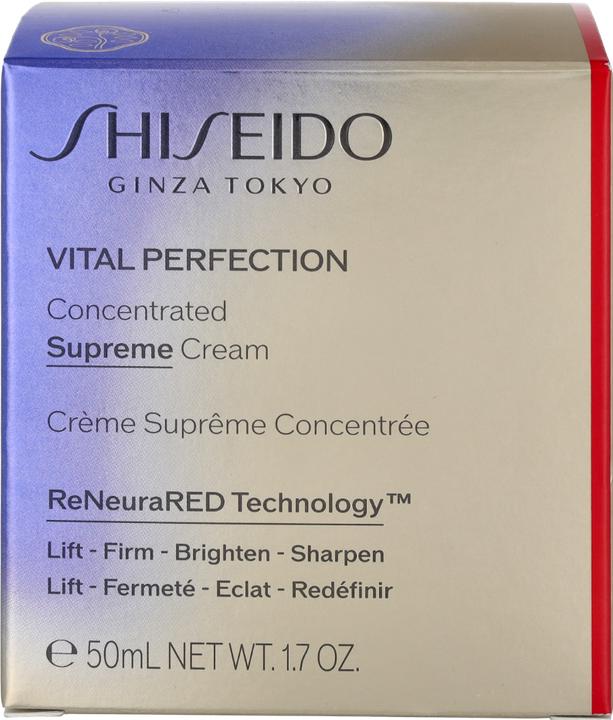 SHISEIDO
GINZA TOKYO
VITAL PERFECTION
Concentrated
Supreme Cream
Crème Suprême Concentrée
ReNeuraRED Technology™
Lift - Firm - Brighten - Sharpen
Lift - Fermeté - Eclat - Redéfinir
℮ 50mL NET WT. 1.7 OZ.